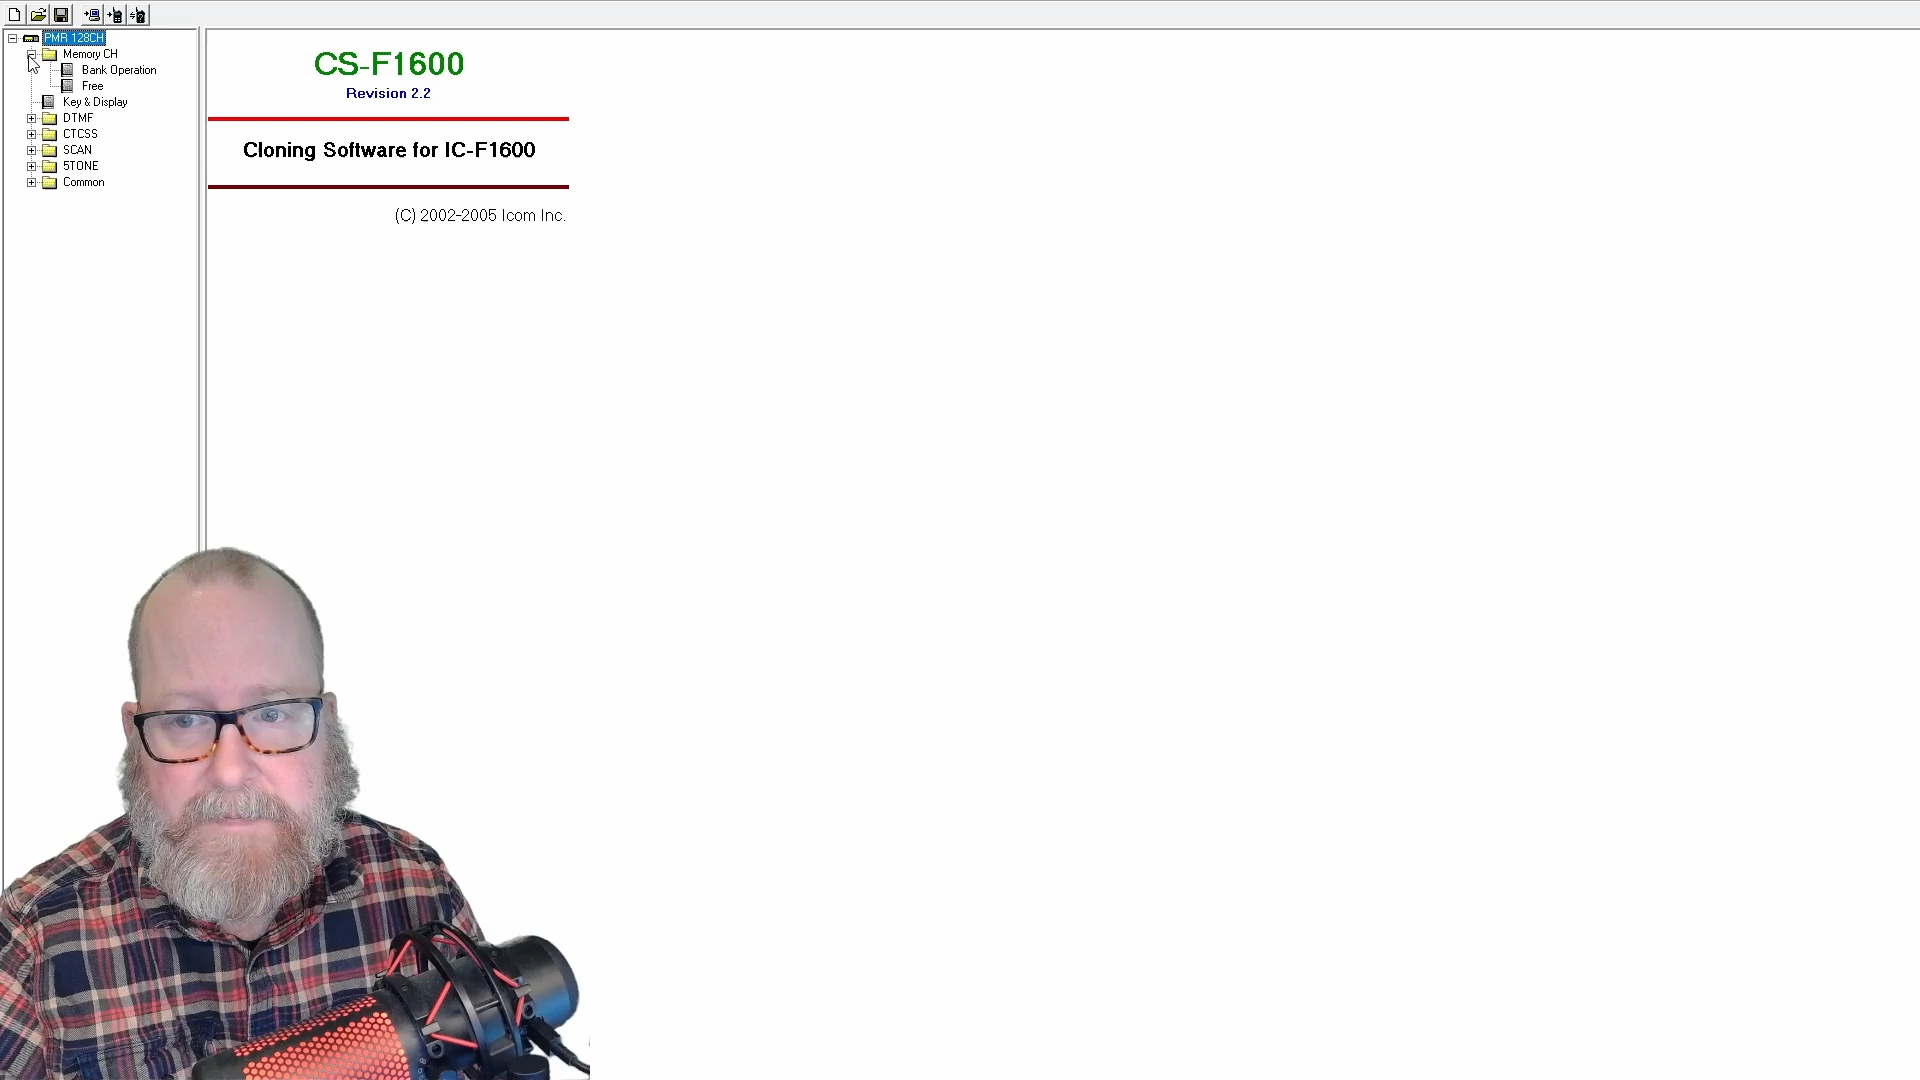 PMR 128CH
Memory CH
Bank Operation
Free
Key & Display
DTMF
CTCSS
SCAN
5TONE
Common
CS-F1600
Revision 2.2
Cloning Software for IC-F1600
(C) 2002-2005 Icom Inc.